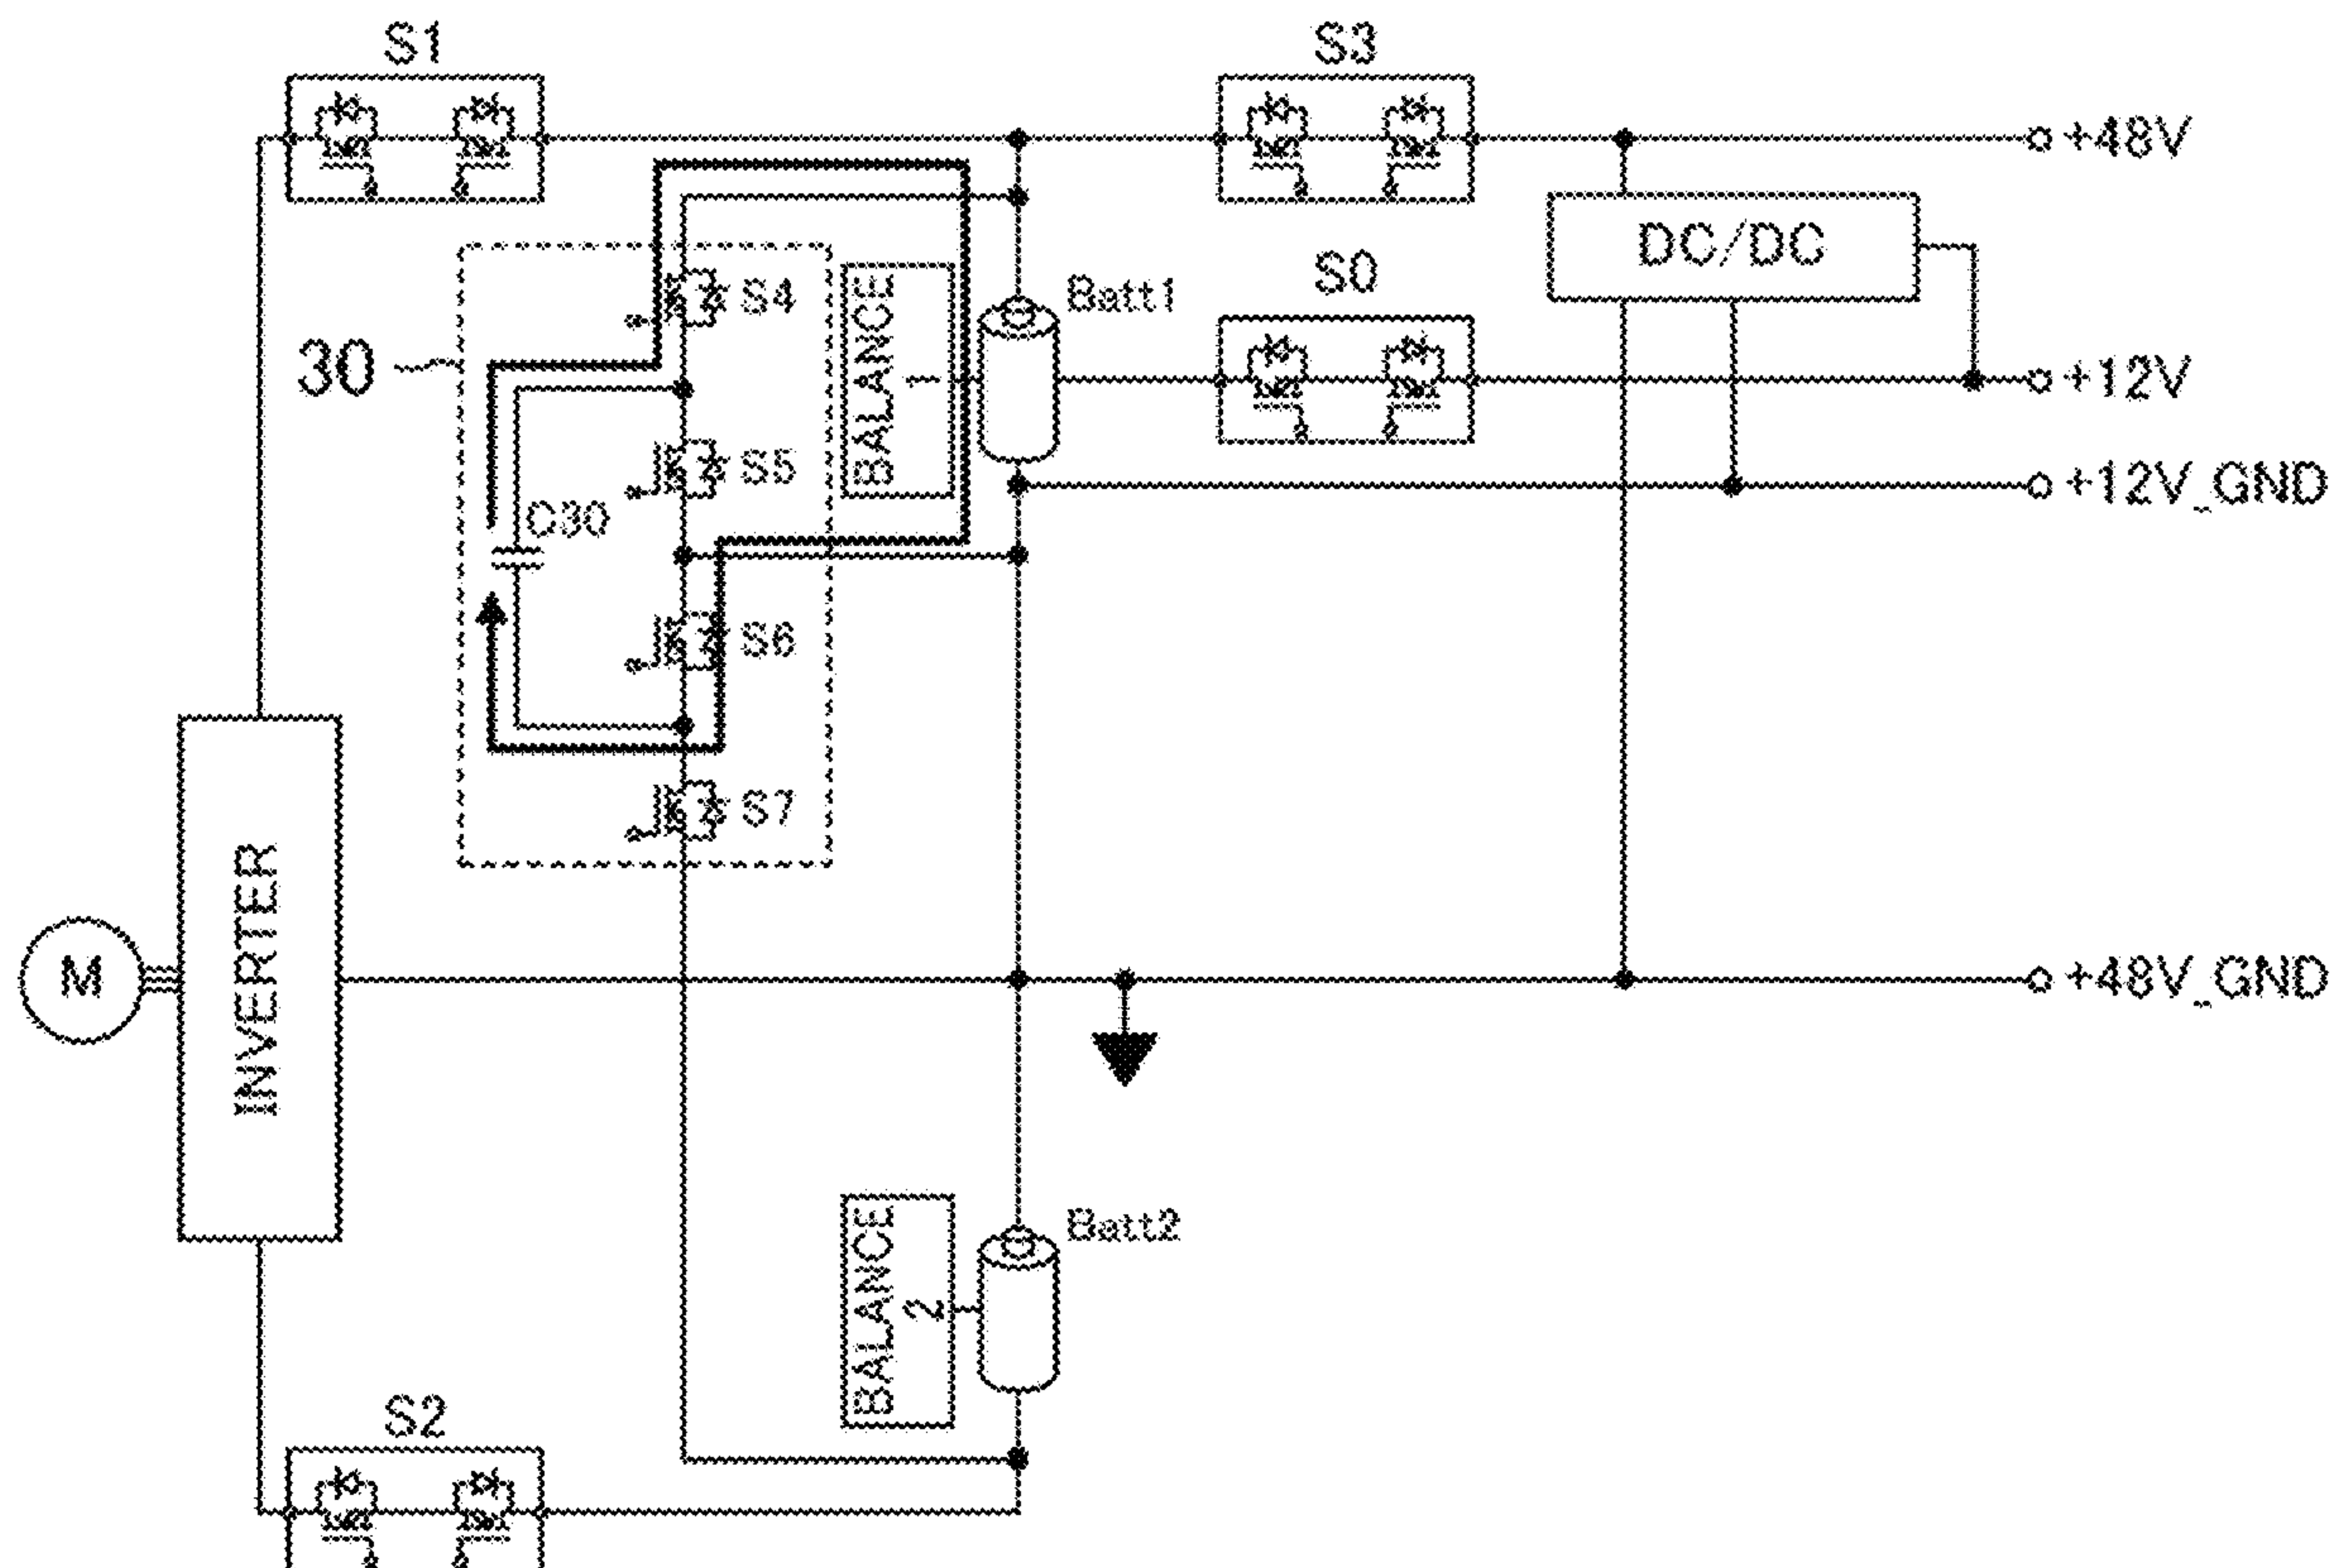 S1
S3
+48V
DC/DC
S0
S4
BALANCE
1
Batt1
30
+12V
S5
+12V_GND
C30
S6
S7
INVERTER
M
+48V_GND
BALANCE
2
Batt2
S2